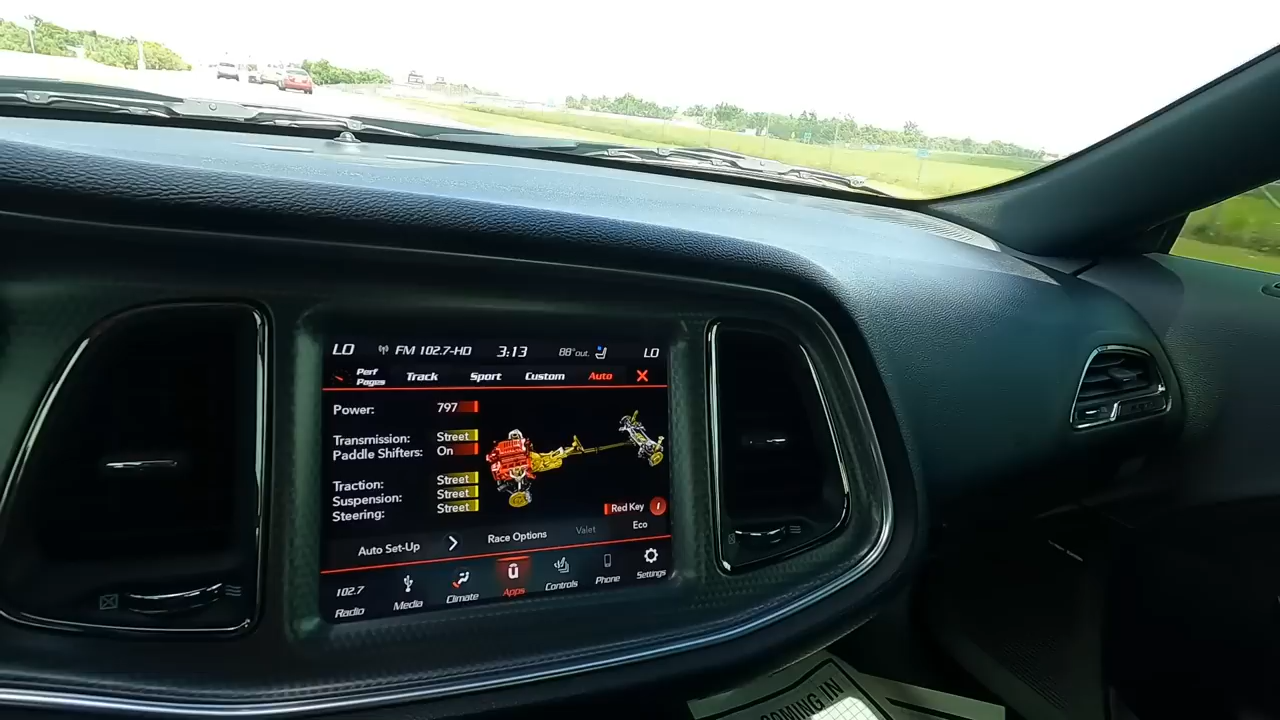 LO FM 102.7-HD 3:13 88°out. LO
Perf Pages Track Sport Custom Auto X
Power: 797
Transmission: Street
Paddle Shifters: On
Traction: Street
Suspension: Street
Steering: Street
Red Key
Eco
Auto Set-Up Race Options Valet
102.7
Radio Media Climate Apps Controls Phone Settings
COMING IN